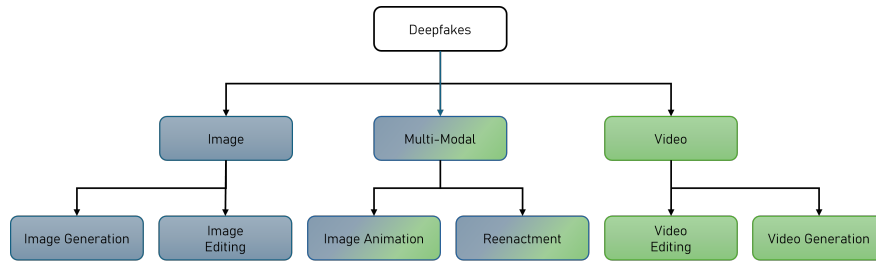 Deepfakes
Image
Multi-Modal
Video
Image Generation
Image
Editing
Image Animation
Reenactment
Video
Editing
Video Generation